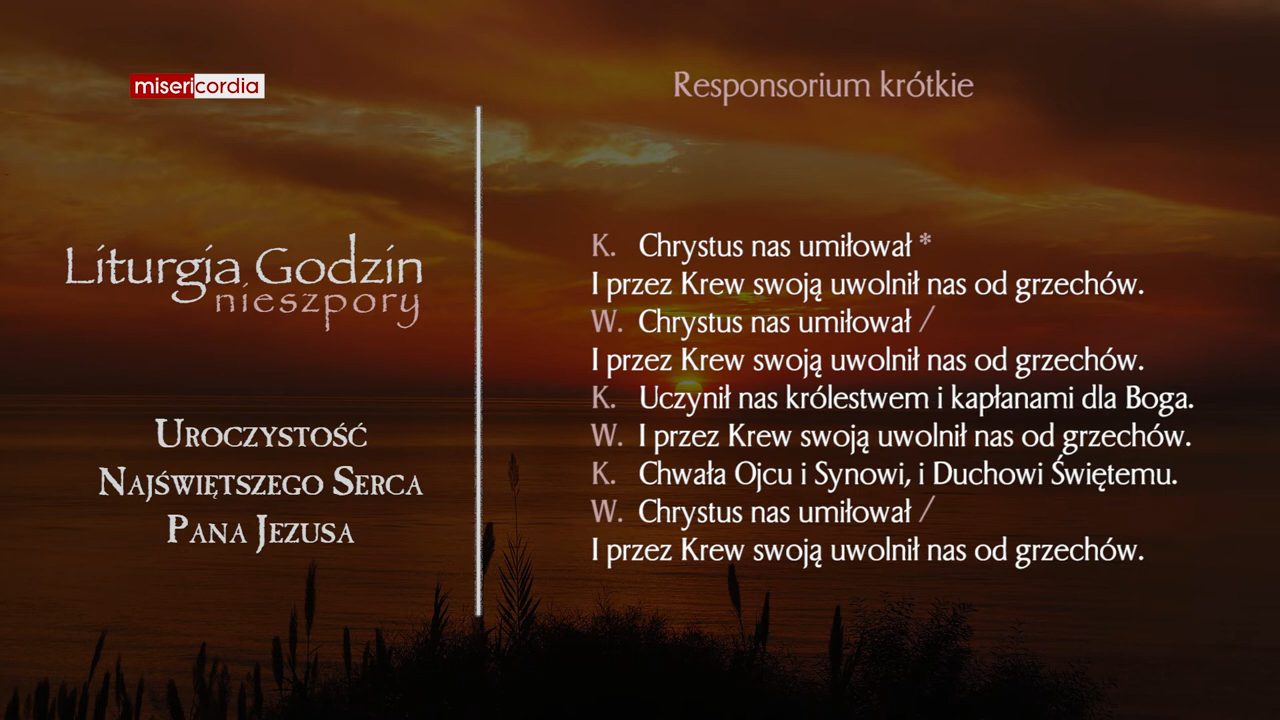 misericordia
Liturgia Godzin
nieszpory
Uroczystość
Najświętszego Serca
Pana Jezusa
Responsorium krótkie
K. Chrystus nas umiłował *
I przez Krew swoją uwolnił nas od grzechów.
W. Chrystus nas umiłował /
I przez Krew swoją uwolnił nas od grzechów.
K. Uczynił nas królestwem i kapłanami dla Boga.
W. I przez Krew swoją uwolnił nas od grzechów.
K. Chwała Ojcu i Synowi, i Duchowi Świętemu.
W. Chrystus nas umiłował /
I przez Krew swoją uwolnił nas od grzechów.